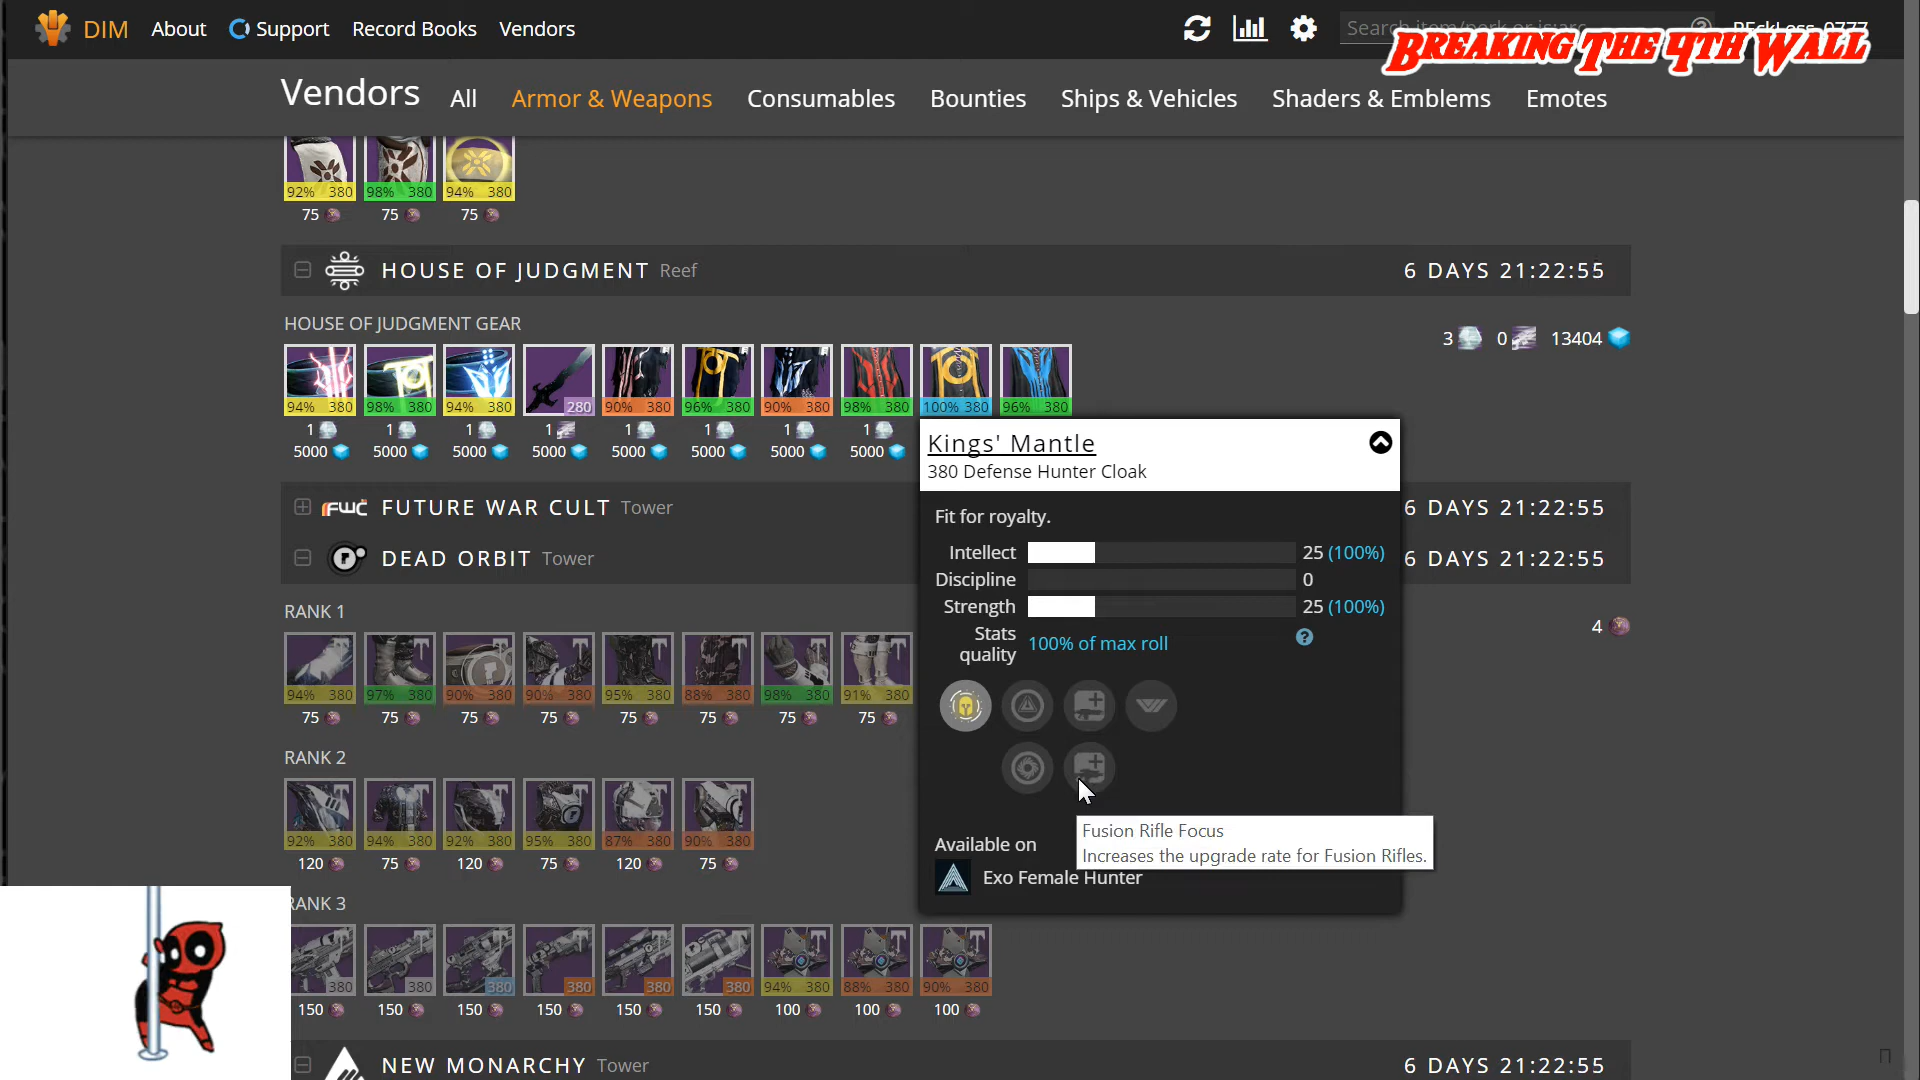 DIM About Support Record Books Vendors
Breaking The 4th Wall
Vendors All Armor & Weapons Consumables Bounties Ships & Vehicles Shaders & Emblems Emotes
92% 380 98% 380 94% 380
75 75 75
HOUSE OF JUDGMENT Reef 6 DAYS 21:22:55
HOUSE OF JUDGMENT GEAR
3 0 13404
94% 380 98% 380 94% 380 280 90% 380 96% 380 90% 380 98% 380 100% 380 96% 380
1 1 1 1 1 1 1 1
5000 5000 5000 5000 5000 5000 5000 5000
Kings' Mantle
380 Defense Hunter Cloak
FUTURE WAR CULT Tower 6 DAYS 21:22:55
Fit for royalty.
Intellect 25 (100%)
DEAD ORBIT Tower 6 DAYS 21:22:55
Discipline 0
Strength 25 (100%)
Stats quality 100% of max roll
RANK 1
4
94% 380 97% 380 90% 380 90% 380 95% 380 88% 380 98% 380 91% 380
75 75 75 75 75 75 75 75
RANK 2
92% 380 94% 380 92% 380 95% 380 87% 380 90% 380
120 75 120 75 120 75
Fusion Rifle Focus
Increases the upgrade rate for Fusion Rifles.
Available on
Exo Female Hunter
RANK 3
380 380 380 380 380 380 94% 380 88% 380 90% 380
150 150 150 150 150 150 100 100 100
NEW MONARCHY Tower 6 DAYS 21:22:55